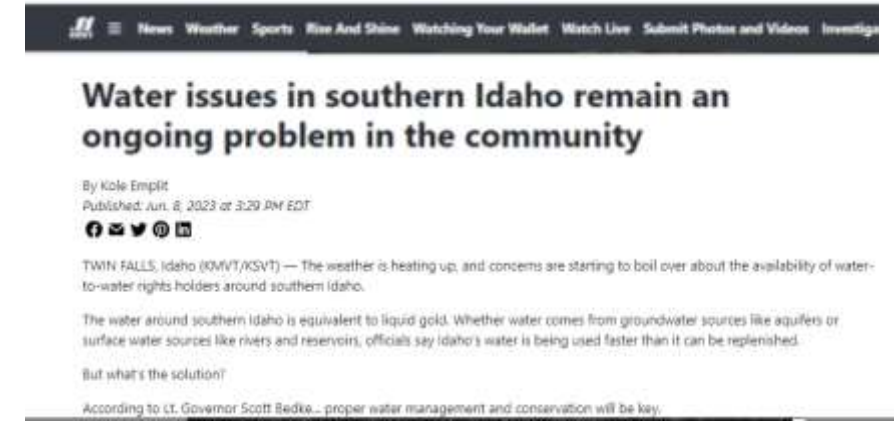 News Weather Sports Rise And Shine Watching Your Wallet Watch Live Submit Photos and Videos
Water issues in southern Idaho remain an
ongoing problem in the community
By Kole Emplit
Published: Jun. 8, 2023 at 3:29 PM EDT
TWIN FALLS, Idaho (KMVT/KSVT) — The weather is heating up, and concerns are starting to boil over about the availability of water-
to-water rights holders around southern Idaho.
The water around southern Idaho is equivalent to liquid gold. Whether water comes from groundwater sources like aquifers or
surface water sources like rivers and reservoirs, officials say Idaho's water is being used faster than it can be replenished.
But what's the solution?
According to Lt. Governor Scott Bedke... proper water management and conservation will be key.